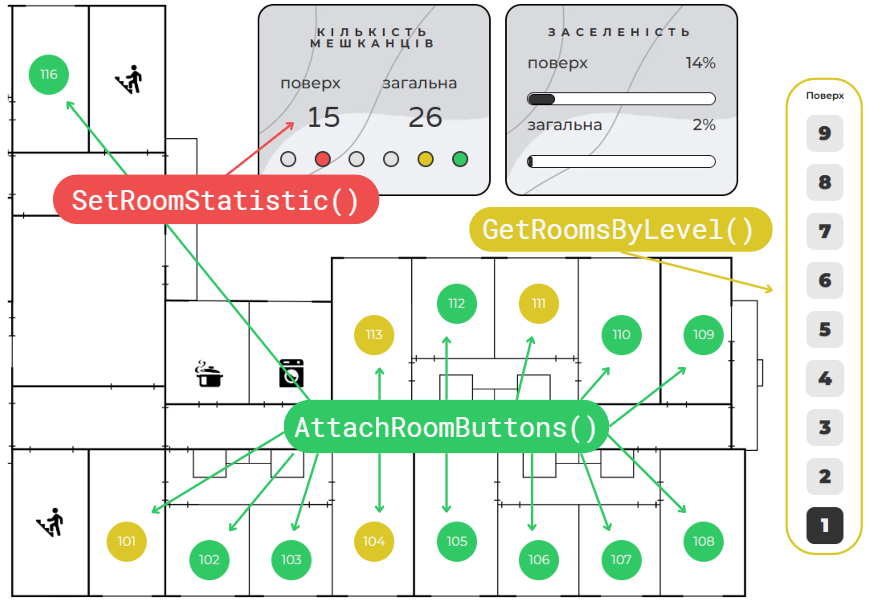 116
КІЛЬКІСТЬ
МЕШКАНЦІВ
поверх
загальна
15
26
ЗАСЕЛЕНІСТЬ
поверх
14%
загальна
2%
SetRoomStatistic()
GetRoomsByLevel()
Поверх
9
8
7
6
5
4
3
2
1
113
112
111
110
109
AttachRoomButtons()
101
102
103
104
105
106
107
108